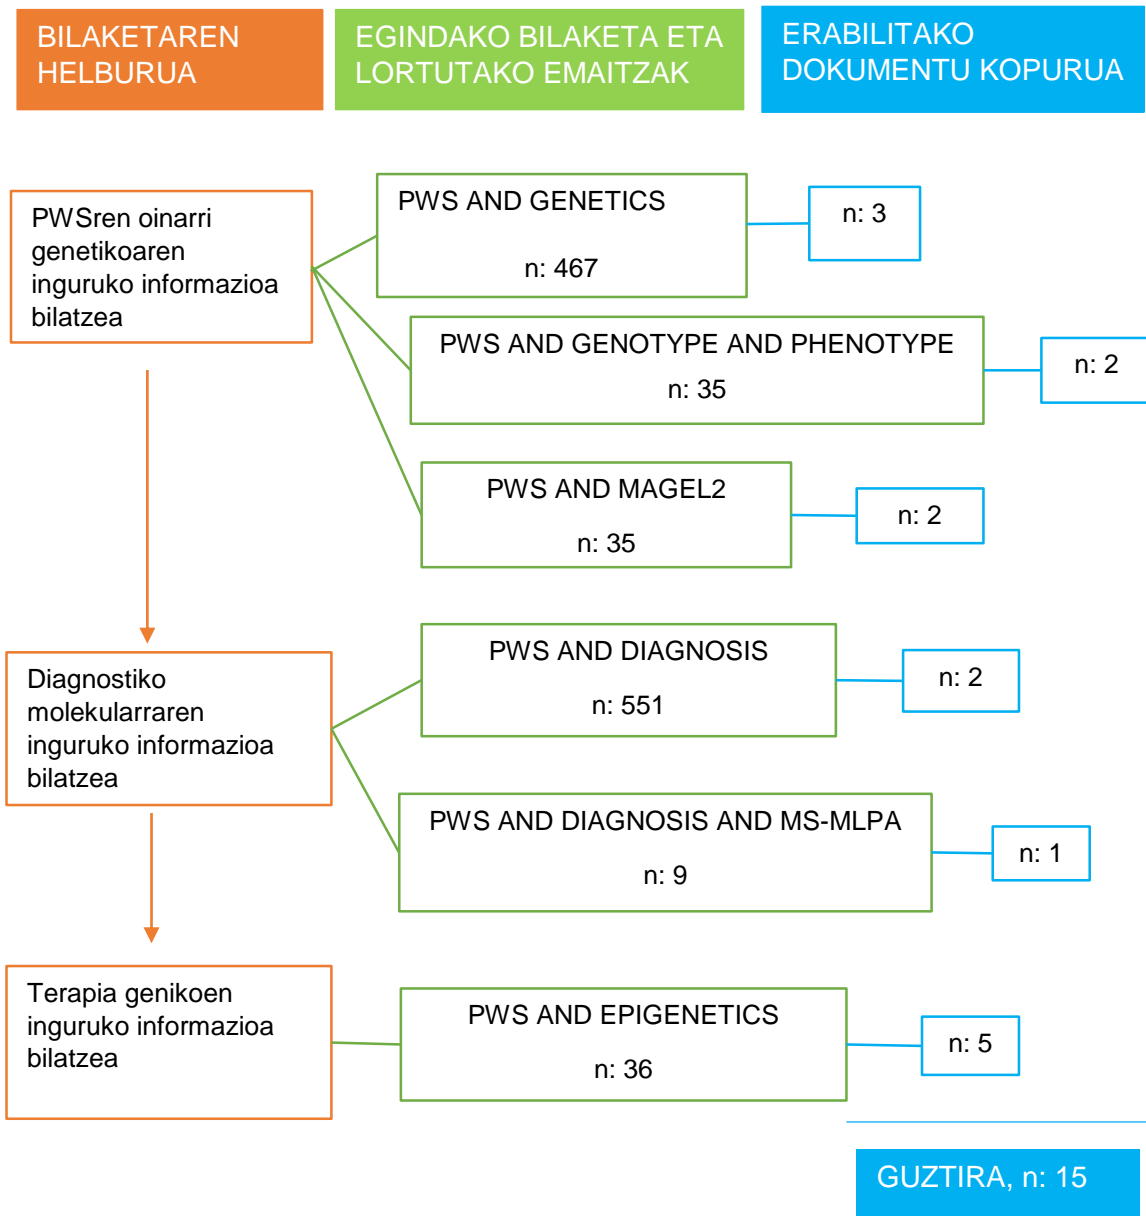 BILAKETAREN
HELBURUA
EGINDAKO BILAKETA ETA
LORTUTAKO EMAITZAK
ERABILITAKO
DOKUMENTU KOPURUA
PWSren oinarri
genetikoaren
inguruko informazioa
bilatzea
PWS AND GENETICS
n: 467
n: 3
PWS AND GENOTYPE AND PHENOTYPE
n: 35
n: 2
PWS AND MAGEL2
n: 35
n: 2
Diagnostiko
molekularraren
inguruko informazioa
bilatzea
PWS AND DIAGNOSIS
n: 551
n: 2
PWS AND DIAGNOSIS AND MS-MLPA
n: 9
n: 1
Terapia genikoen
inguruko informazioa
bilatzea
PWS AND EPIGENETICS
n: 36
n: 5
GUZTIRA, n: 15